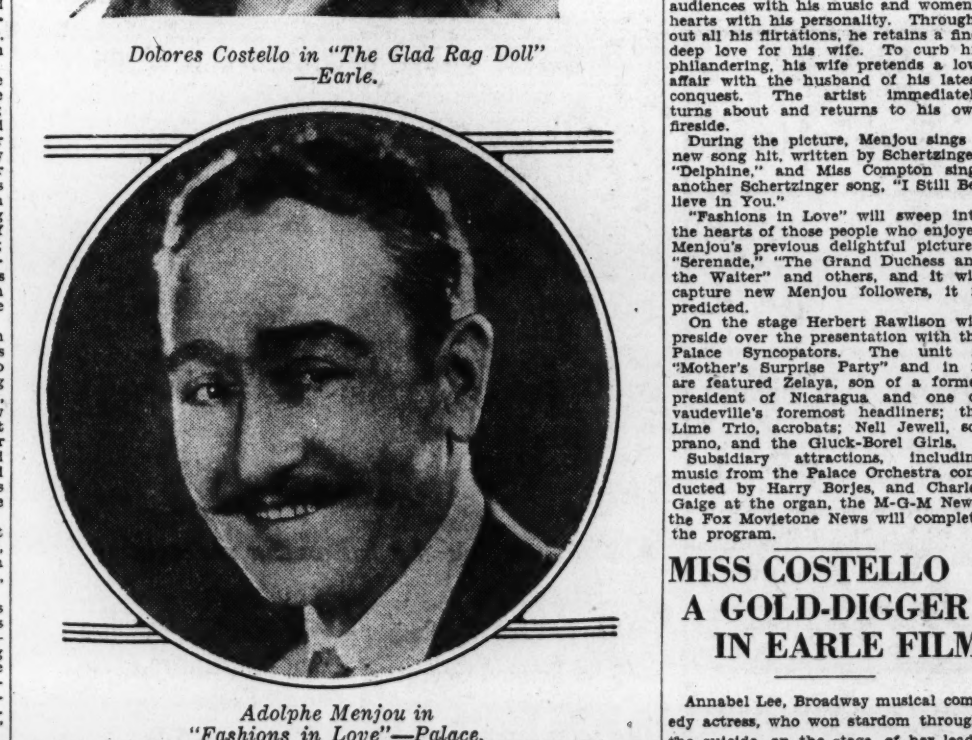 Dolores Costello in "The Glad Rag Doll"
—Earle.
Adolphe Menjou in
"Fashions in Love"—Palace.
audiences with his music and women
hearts with his personality. Through
out all his flirtations, he retains a fin
deep love for his wife. To curb h
philandering, his wife pretends a lov
affair with the husband of his lates
conquest. The artist immediatel
turns about and returns to his ow
fireside.
During the picture, Menjou sings
new song hit, written by Schertzinge
"Delphine," and Miss Compton sing
another Schertzinger song, "I Still Be
lieve in You."
"Fashions in Love" will sweep int
the hearts of those people who enjoye
Menjou's previous delightful picture
"Serenade," "The Grand Duchess an
the Waiter" and others, and it wi
capture new Menjou followers, it
predicted.
On the stage Herbert Rawlison wi
preside over the presentation with th
Palace Syncopators. The unit
"Mother's Surprise Party" and in
are featured Zelaya, son of a forme
president of Nicaragua and one o
vaudeville's foremost headliners; th
Lime Trio, acrobats; Nell Jewell, so
prano, and the Gluck-Borel Girls.
Subsidiary attractions, includin
music from the Palace Orchestra con
ducted by Harry Borjes, and Charle
Gaige at the organ, the M-G-M New
the Fox Movietone News will complet
the program.
MISS COSTELLO
A GOLD-DIGGER
IN EARLE FILM
Annabel Lee, Broadway musical com
edy actress, who won stardom throug